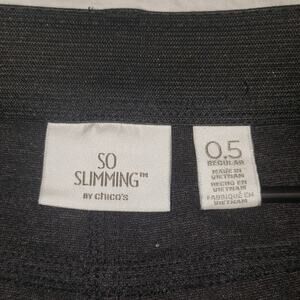 SO
SLIMMING™
BY chico's
0.5
REGULAR
MADE IN
VIETNAM
HECHO EN
VIETNAM
FABRIQUÉ EN
VIETNAM